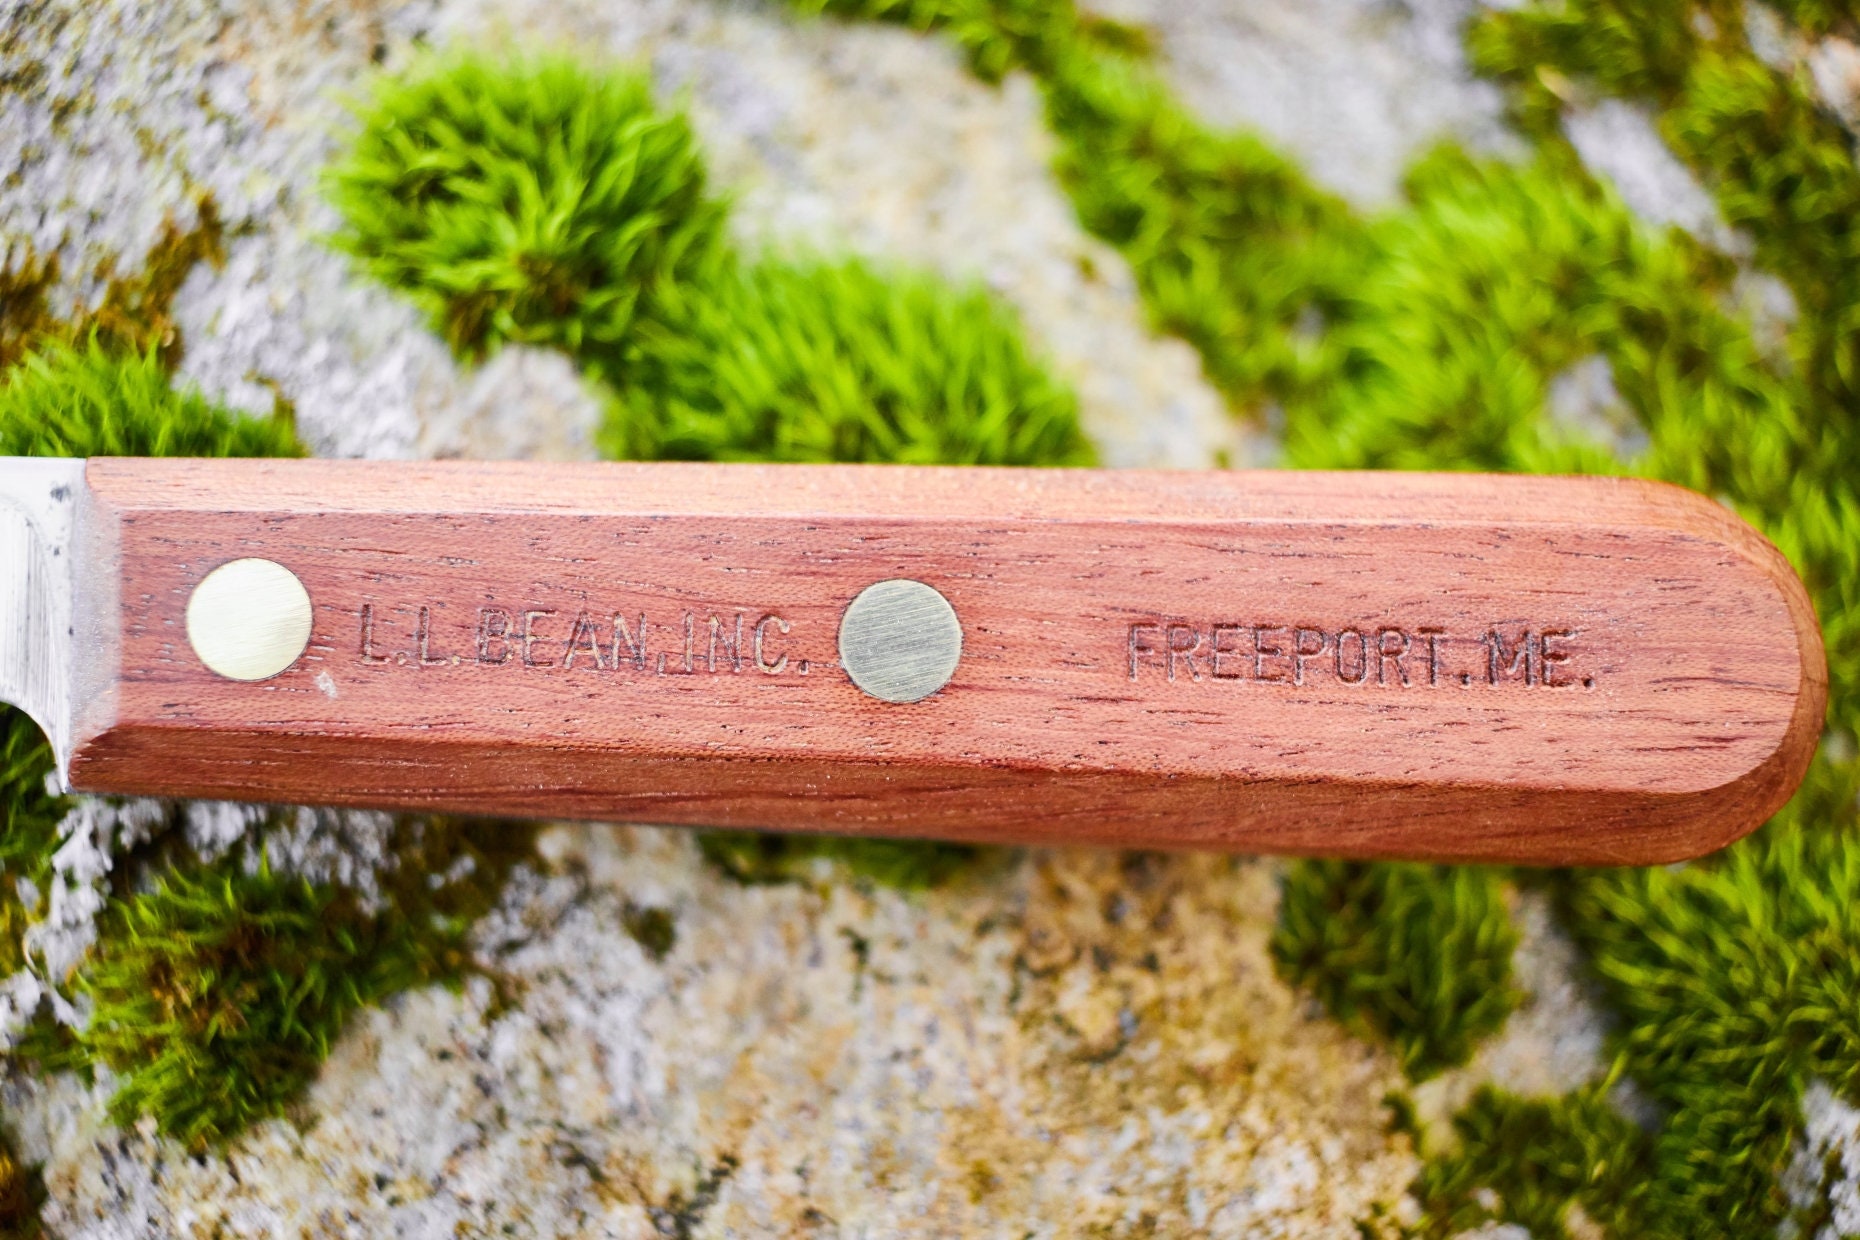 L.L.BEAN, INC. FREEPORT. ME.